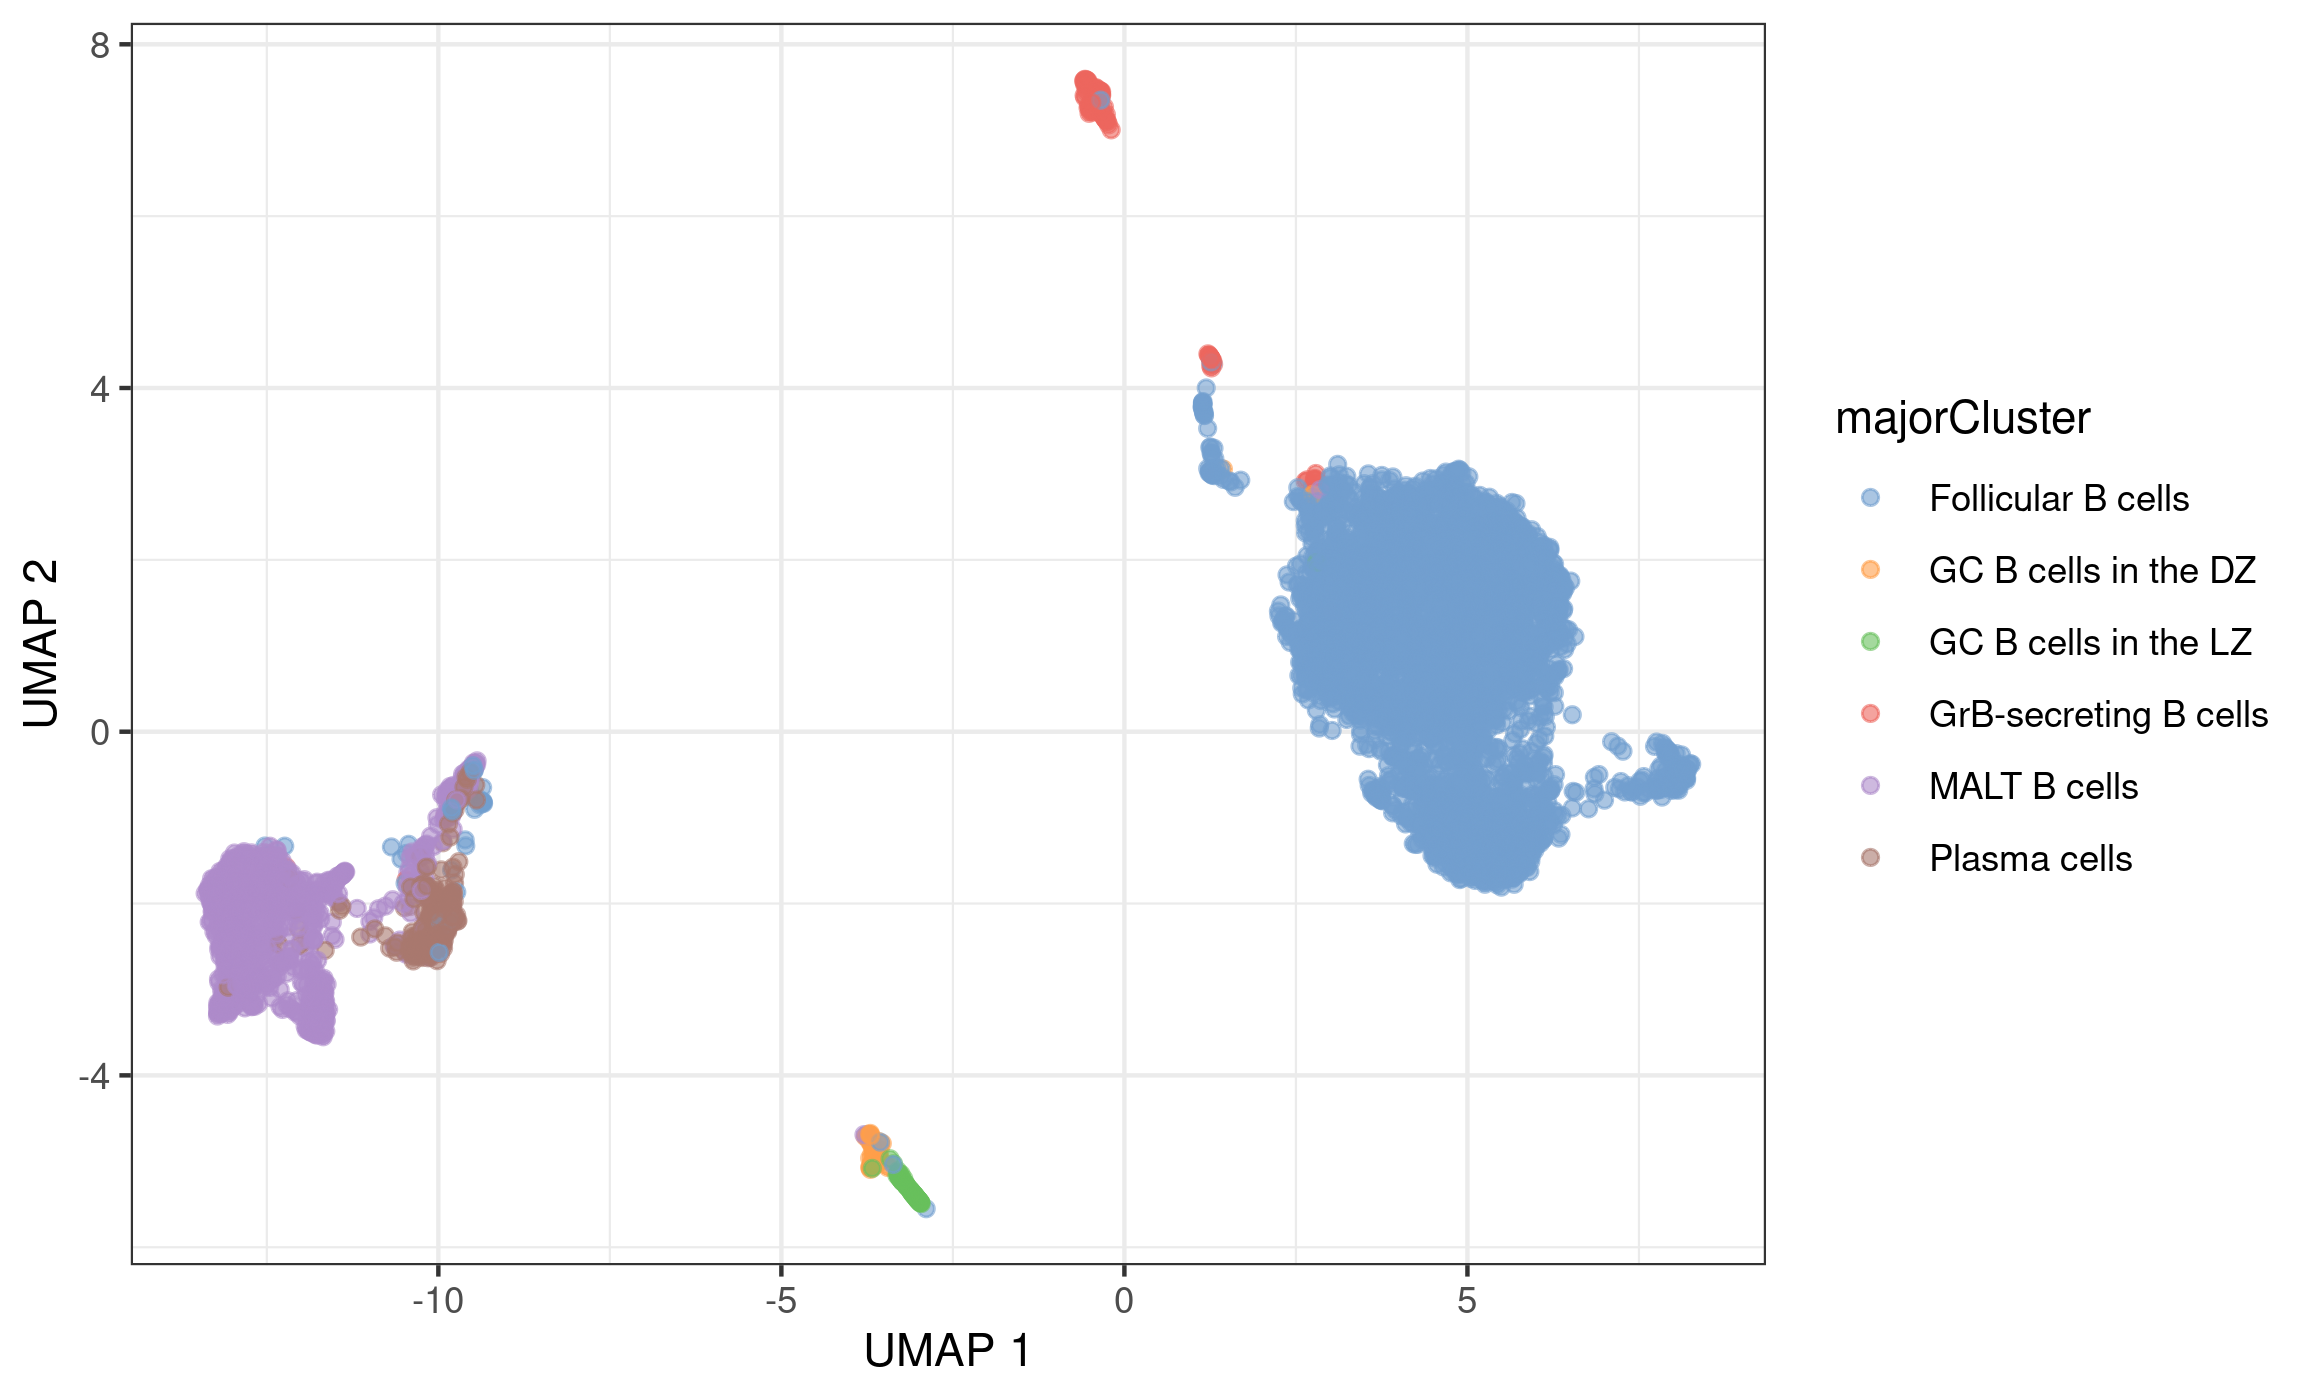 8
4
0
-4
UMAP 2
-10
-5
0
5
UMAP 1
majorCluster
Follicular B cells
GC B cells in the DZ
GC B cells in the LZ
GrB-secreting B cells
MALT B cells
Plasma cells